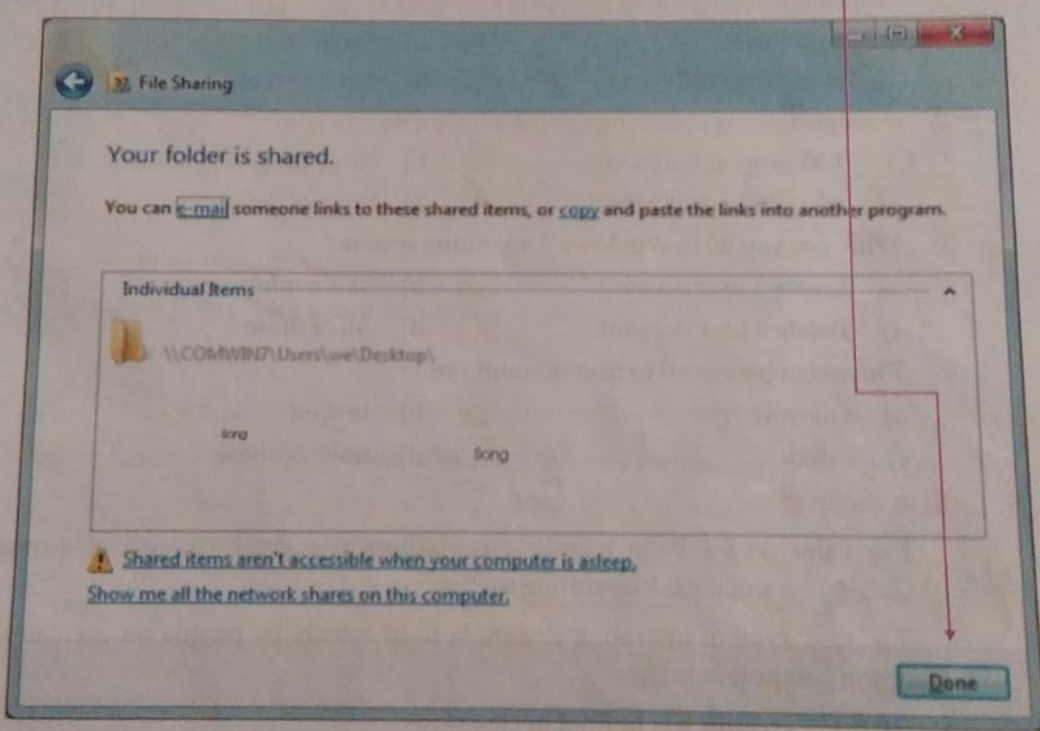 File Sharing
Your folder is shared.
You can e-mail someone links to these shared items, or copy and paste the links into another program.
Individual Items
\\COMWIN7\Users\we\Desktop\
Song
Song
Shared items aren't accessible when your computer is asleep.
Show me all the network shares on this computer.
Done